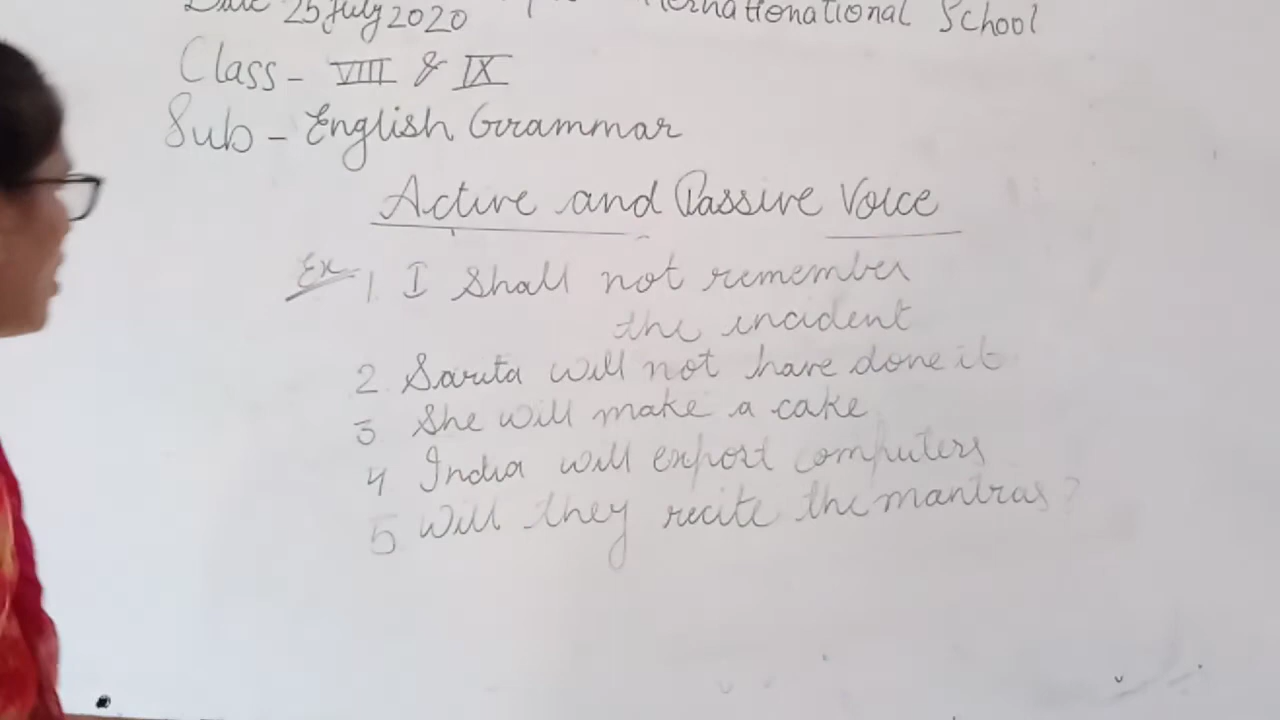 Date 25 July 2020 School
Class - VIII & IX
Sub - English Grammar
Active and Passive Voice
Ex 1. I shall not remember
the incident
2 Sarita will not have done it
3 She will make a cake
4 India will export computers
5 Will they recite the mantras?